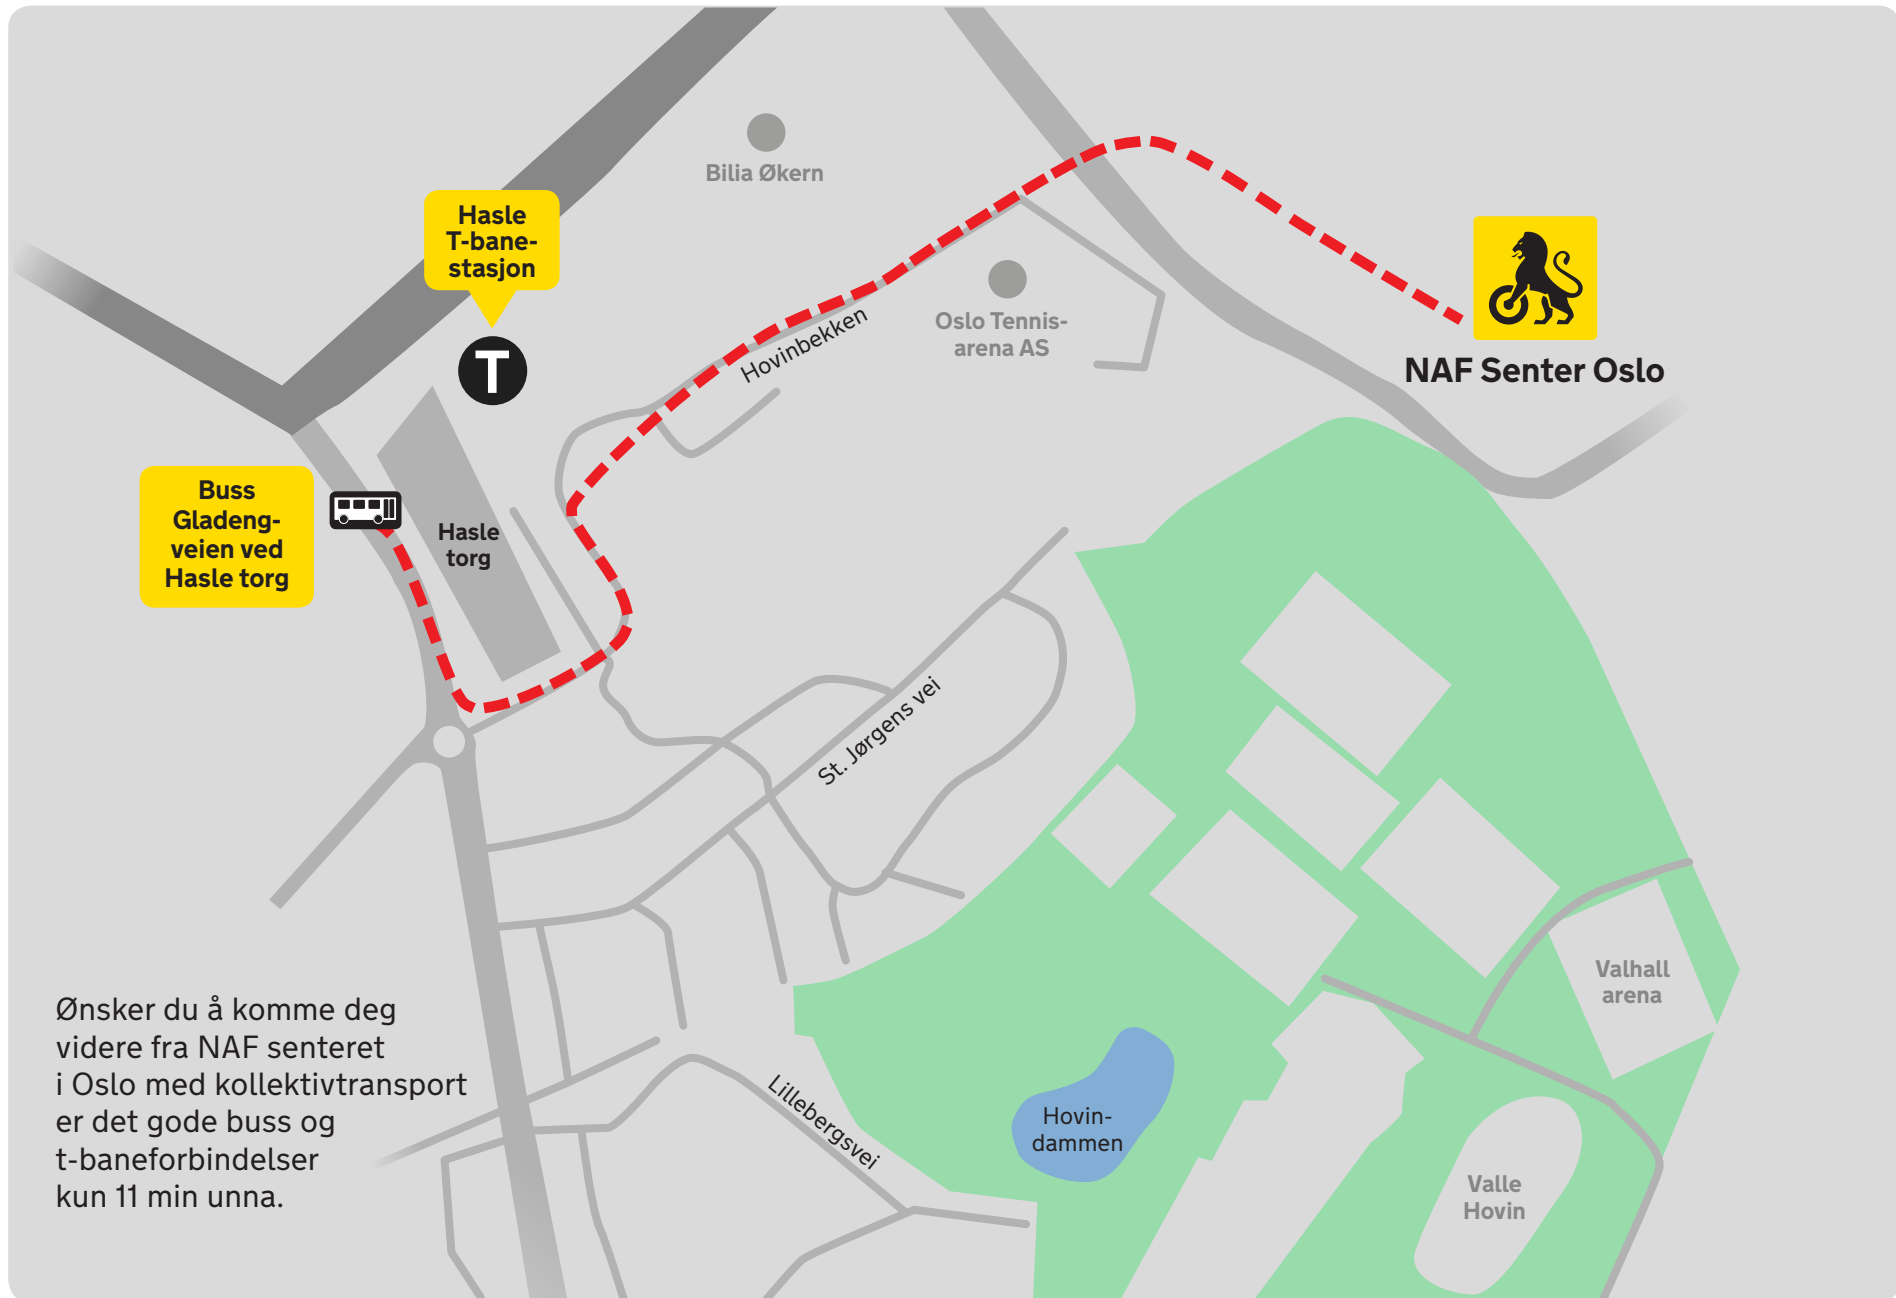 Bilia Økern
Hasle
T-bane-
stasjon
T
Oslo Tennis-
arena AS
Hovinbekken
NAF Senter Oslo
Buss
Gladeng-
veien ved
Hasle torg
Hasle
torg
St. Jørgens vei
Valhall
arena
Ønsker du å komme deg
videre fra NAF senteret
i Oslo med kollektivtransport
er det gode buss og
t-baneforbindelser
kun 11 min unna.
Lillebergsvei
Hovin-
dammen
Valle
Hovin